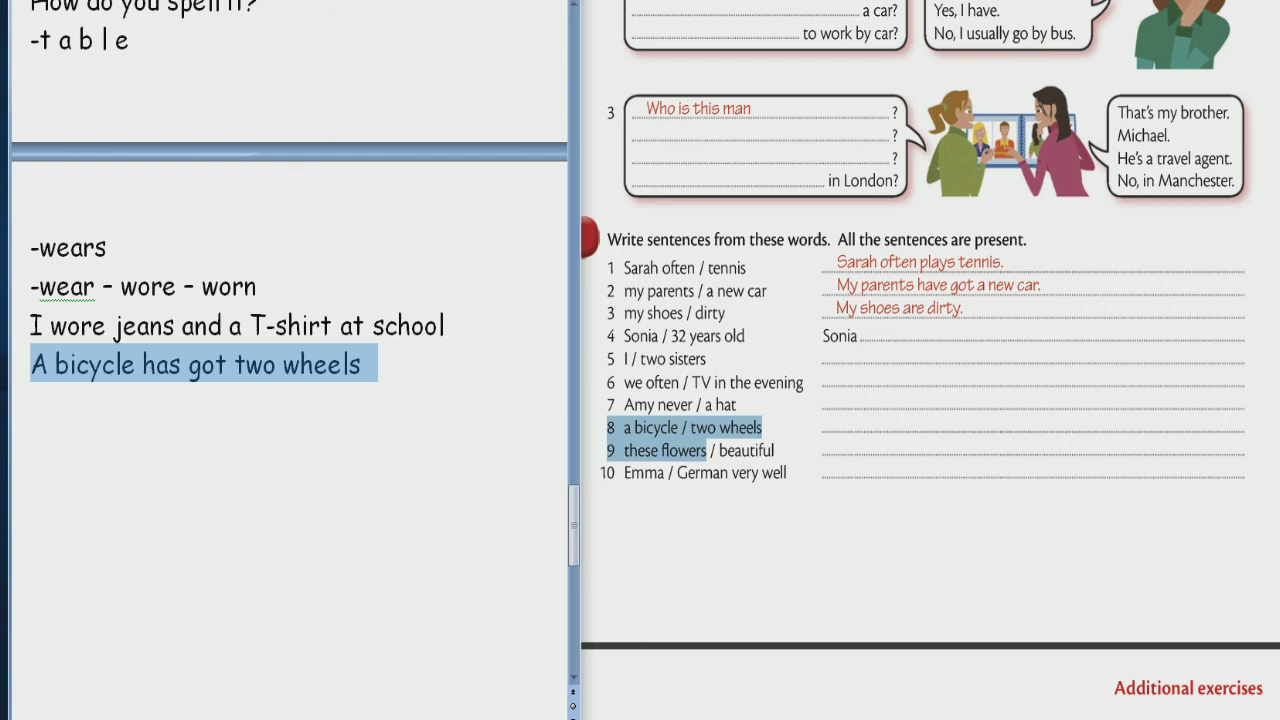 How do you spell it?
-t a b l e
-wears
-wear – wore – worn
I wore jeans and a T-shirt at school
A bicycle has got two wheels
a car?
to work by car?
Yes, I have.
No, I usually go by bus.
3 Who is this man ?
?
?
in London?
That's my brother.
Michael.
He's a travel agent.
No, in Manchester.
Write sentences from these words. All the sentences are present.
1 Sarah often / tennis Sarah often plays tennis.
2 my parents / a new car My parents have got a new car.
3 my shoes / dirty My shoes are dirty.
4 Sonia / 32 years old Sonia
5 I / two sisters
6 we often / TV in the evening
7 Amy never / a hat
8 a bicycle / two wheels
9 these flowers / beautiful
10 Emma / German very well
Additional exercises